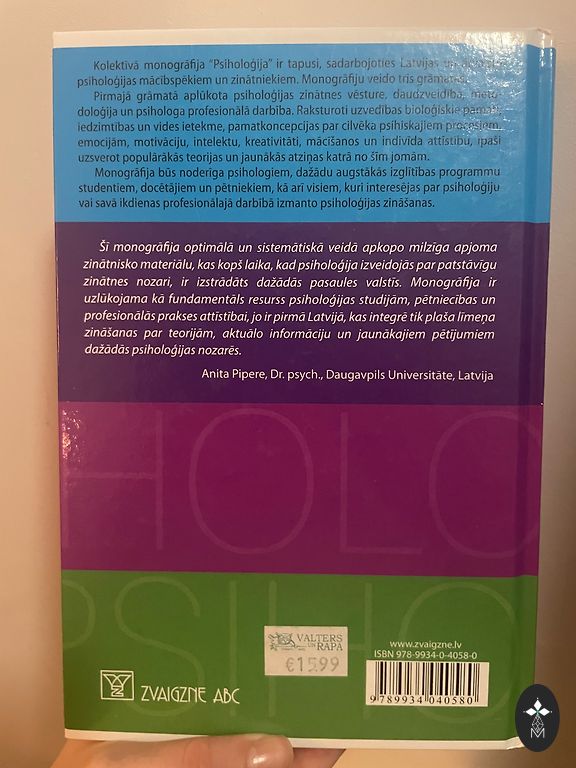 Kolektīvā monogrāfija "Psiholoģija" ir tapusi, sadarbojoties Latvijas un
psiholoģijas mācībspēkiem un zinātniekiem. Monogrāfiju veido trīs grāmatas.
Pirmajā grāmatā aplūkota psiholoģijas zinātnes vēsture, daudzveidība, meto-
doloģija un psihologa profesionālā darbība. Raksturoti uzvedības bioloģiskie pamati,
iedzimtības un vides ietekme, pamatkoncepcijas par cilvēka psihiskajiem procesiem,
emocijām, motivāciju, intelektu, kreativitāti, mācīšanos un indivīda attīstību, īpaši
uzsverot populārākās teorijas un jaunākās atziņas katrā no šīm jomām.
Monogrāfija būs noderīga psihologiem, dažādu augstākās izglītības programmu
studentiem, docētājiem un pētniekiem, kā arī visiem, kuri interesējas par psiholoģiju
vai savā ikdienas profesionālajā darbībā izmanto psiholoģijas zināšanas.
Šī monogrāfija optimālā un sistemātiskā veidā apkopo milzīga apjoma
zinātnisko materiālu, kas kopš laika, kad psiholoģija izveidojās par patstāvīgu
zinātnes nozari, ir izstrādāts dažādās pasaules valstīs. Monogrāfija ir
uzlūkojama kā fundamentāls resurss psiholoģijas studijām, pētniecības un
profesionālās prakses attīstībai, jo ir pirmā Latvijā, kas integrē tik plaša līmeņa
zināšanas par teorijām, aktuālo informāciju un jaunākajiem pētījumiem
dažādās psiholoģijas nozarēs.
Anita Pipere, Dr. psych., Daugavpils Universitāte, Latvija
HOLO
PSIHO
VALTERS
UN RAPA
€15.99
www.zvaigzne.lv
ISBN 978-9934-0-4058-0
9 789934 040580
ZVAIGZNE ABC